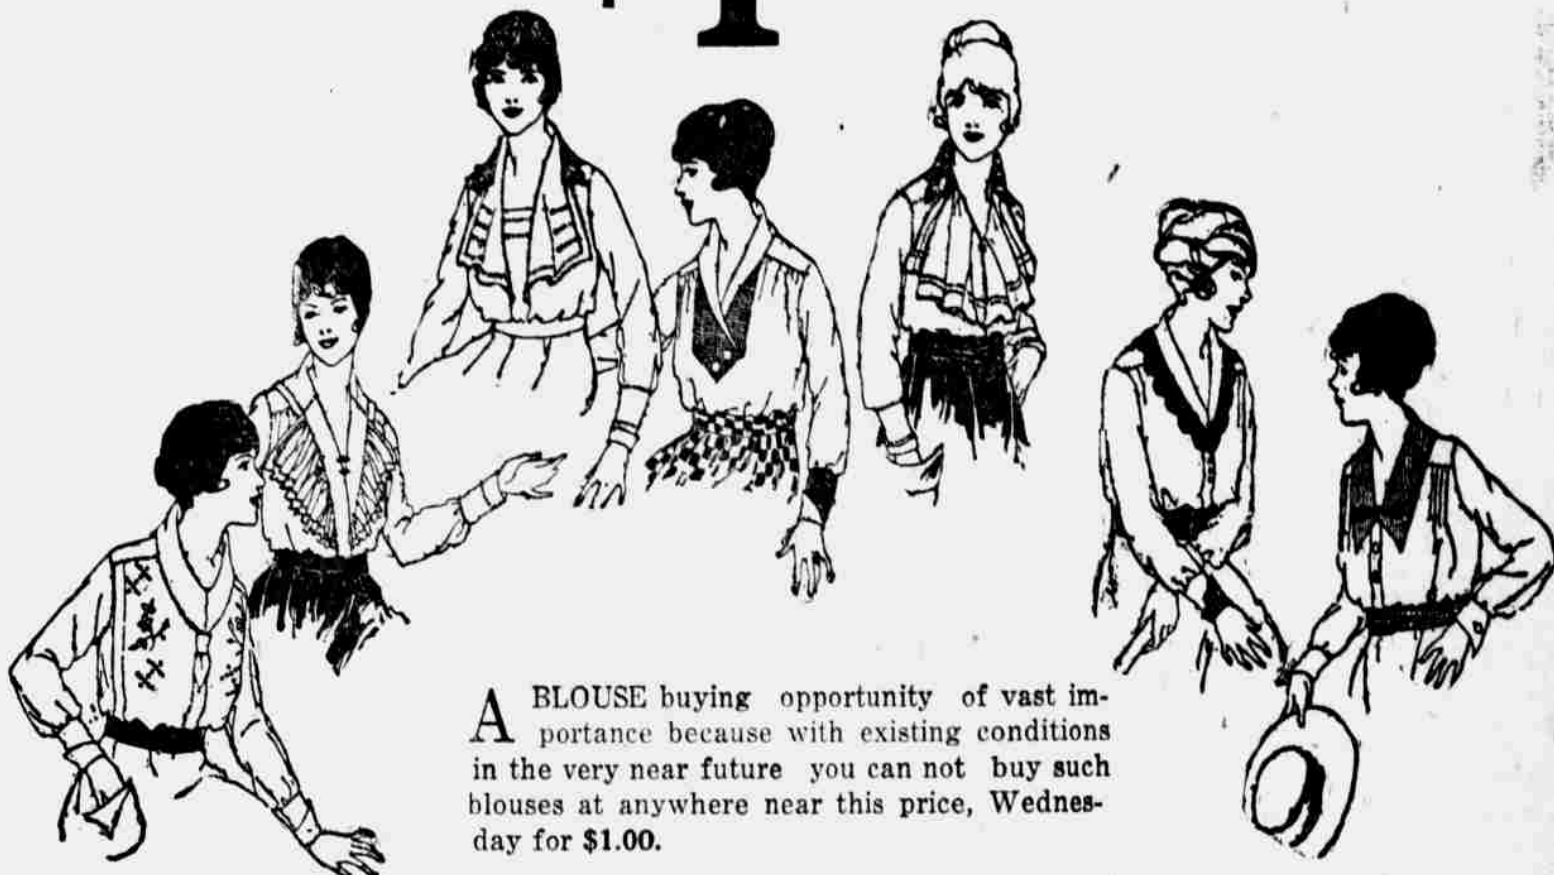 A BLOUSE buying opportunity of vast im-
portance because with existing conditions
in the very near future you can not buy such
blouses at anywhere near this price, Wednes-
day for $1.00.